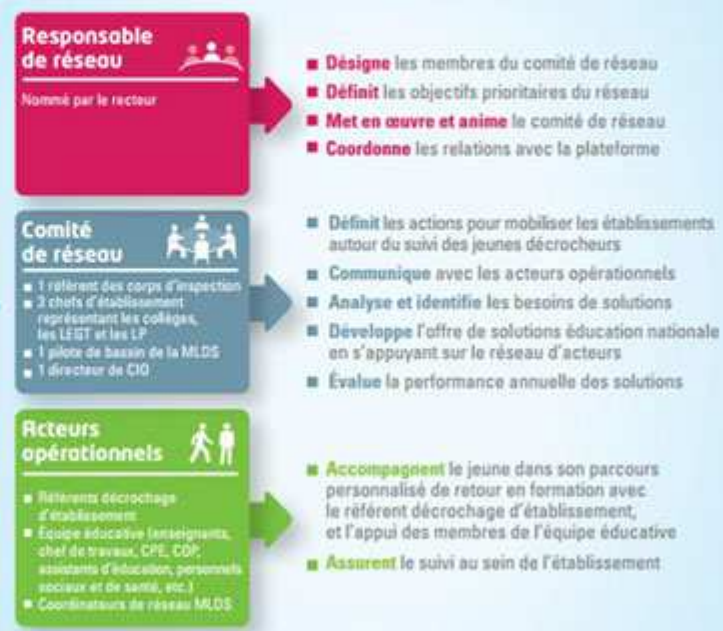 Responsable
de réseau
Nommé par le recteur
■ Désigne les membres du comité de réseau
■ Définit les objectifs prioritaires du réseau
■ Met en œuvre et anime le comité de réseau
■ Coordonne les relations avec la plateforme
Comité
de réseau
■ 1 référent des corps d'inspection
■ 3 chefs d'établissement
représentant les collèges,
les LEGT et les LP
■ 1 pilote de bassin de la MLDS
■ 1 directeur de CIO
■ Définit les actions pour mobiliser les établissements
autour du suivi des jeunes décrocheurs
■ Communique avec les acteurs opérationnels
■ Analyse et identifie les besoins de solutions
■ Développe l'offre de solutions éducation nationale
en s'appuyant sur le réseau d'acteurs
■ Évalue la performance annuelle des solutions
Acteurs
opérationnels
■ Référents décrochage
d'établissement
■ Équipe éducative (enseignants,
chef de travaux, CPE, COP,
assistants d'éducation, personnels
sociaux et de santé, etc.)
■ Coordinateurs de réseau MLDS
■ Accompagnent le jeune dans son parcours
personnalisé de retour en formation avec
le référent décrochage d'établissement,
et l'appui des membres de l'équipe éducative
■ Assurent le suivi au sein de l'établissement